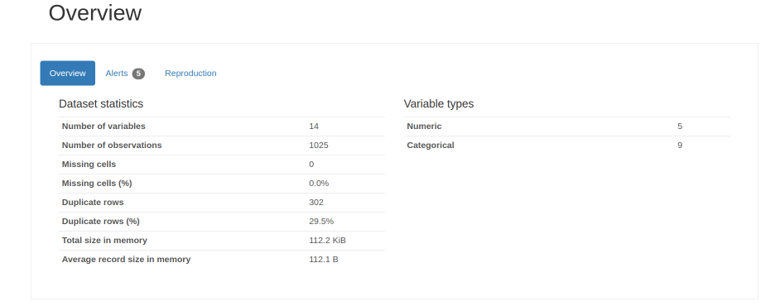 Overview
Overview Alerts 5 Reproduction
Dataset statistics
Number of variables 14
Number of observations 1025
Missing cells 0
Missing cells (%) 0.0%
Duplicate rows 302
Duplicate rows (%) 29.5%
Total size in memory 112.2 KiB
Average record size in memory 112.1 B
Variable types
Numeric 5
Categorical 9